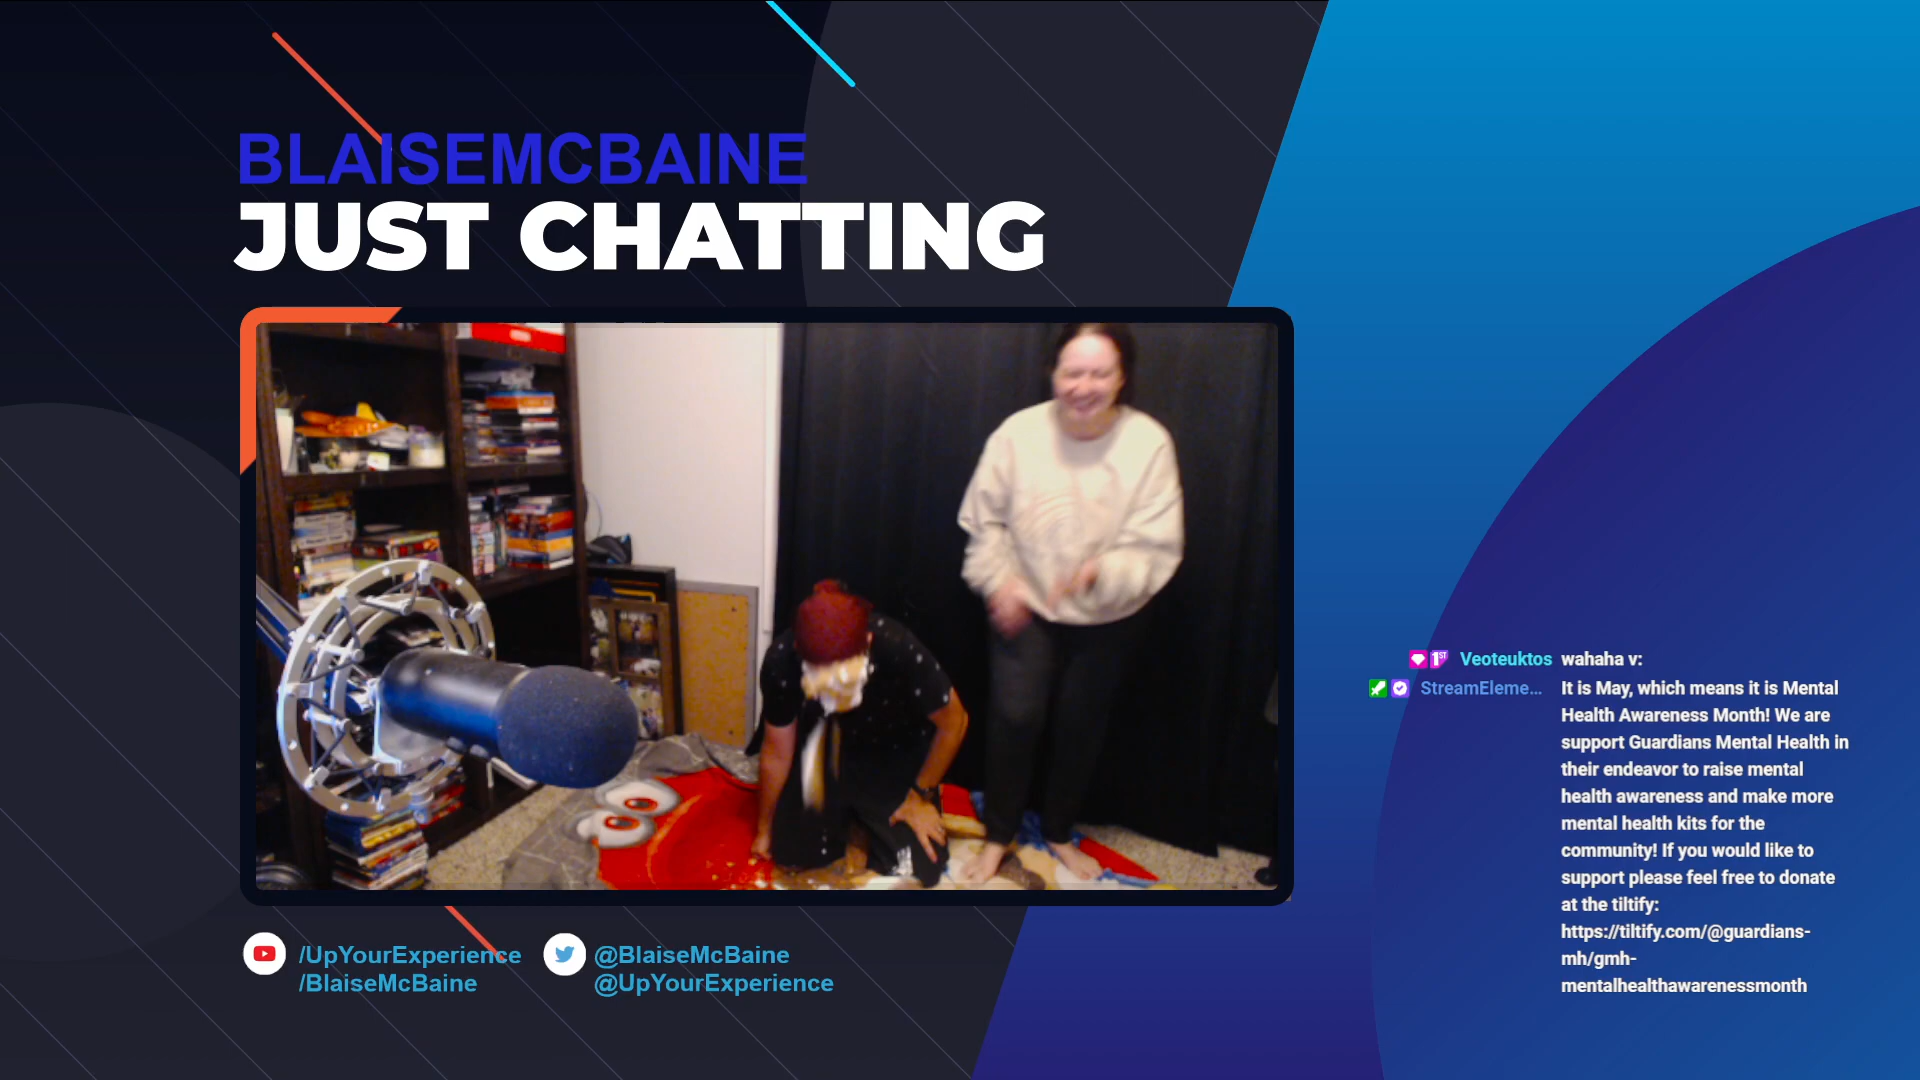 BLAISEMCBAINE
JUST CHATTING
/UpYourExperience
/BlaiseMcBaine
@BlaiseMcBaine
@UpYourExperience
1ST Veoteuktos wahaha v:
StreamEleme... It is May, which means it is Mental
Health Awareness Month! We are
support Guardians Mental Health in
their endeavor to raise mental
health awareness and make more
mental health kits for the
community! If you would like to
support please feel free to donate
at the tiltify:
https://tiltify.com/@guardians-
mh/gmh-
mentalhealthawarenessmonth